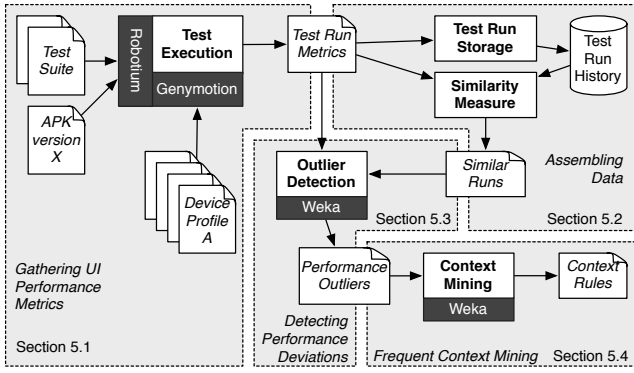 Test
Suite
APK
version
X
Robotium
Test
Execution
Genymotion
Device
Profile
A
Gathering UI
Performance
Metrics
Section 5.1
Test Run
Metrics
Test Run
Storage
Test
Run
History
Similarity
Measure
Similar
Runs
Assembling
Data
Section 5.2
Outlier
Detection
Weka
Section 5.3
Performance
Outliers
Detecting
Performance
Deviations
Context
Mining
Weka
Context
Rules
Frequent Context Mining
Section 5.4